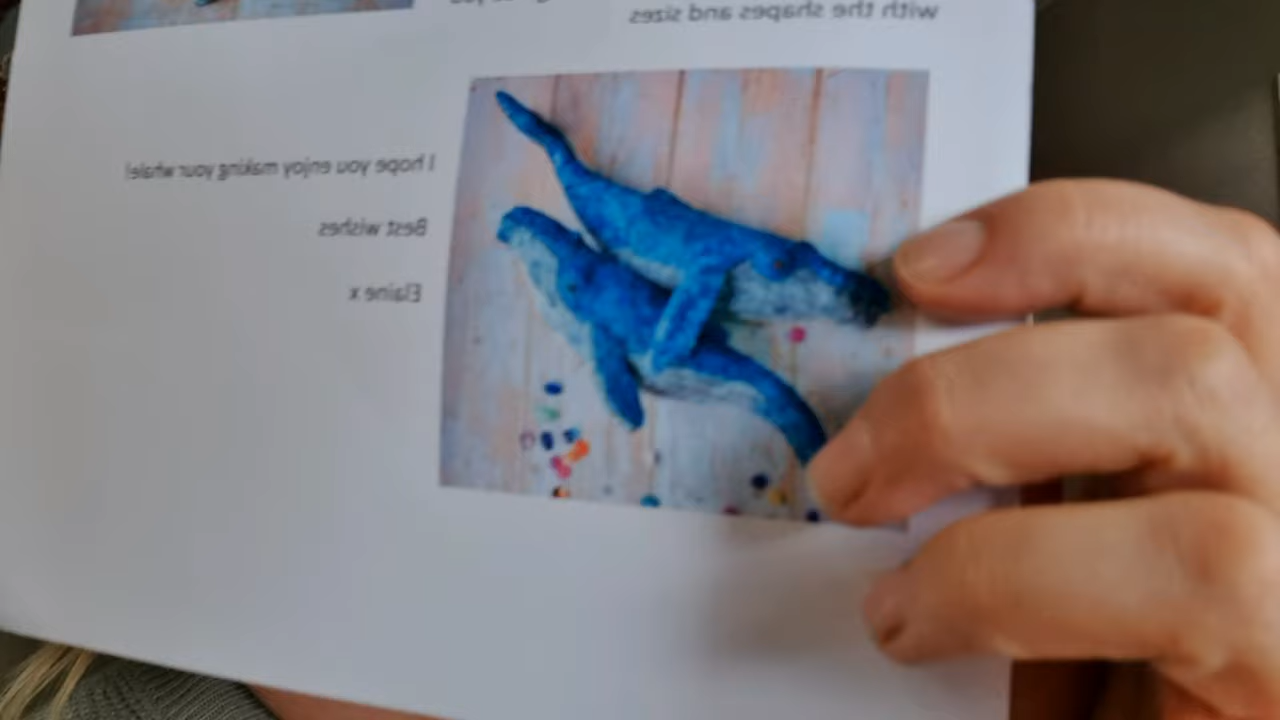 with the shapes and sizes
I hope you enjoy making your whale!
Best wishes
Elaine x